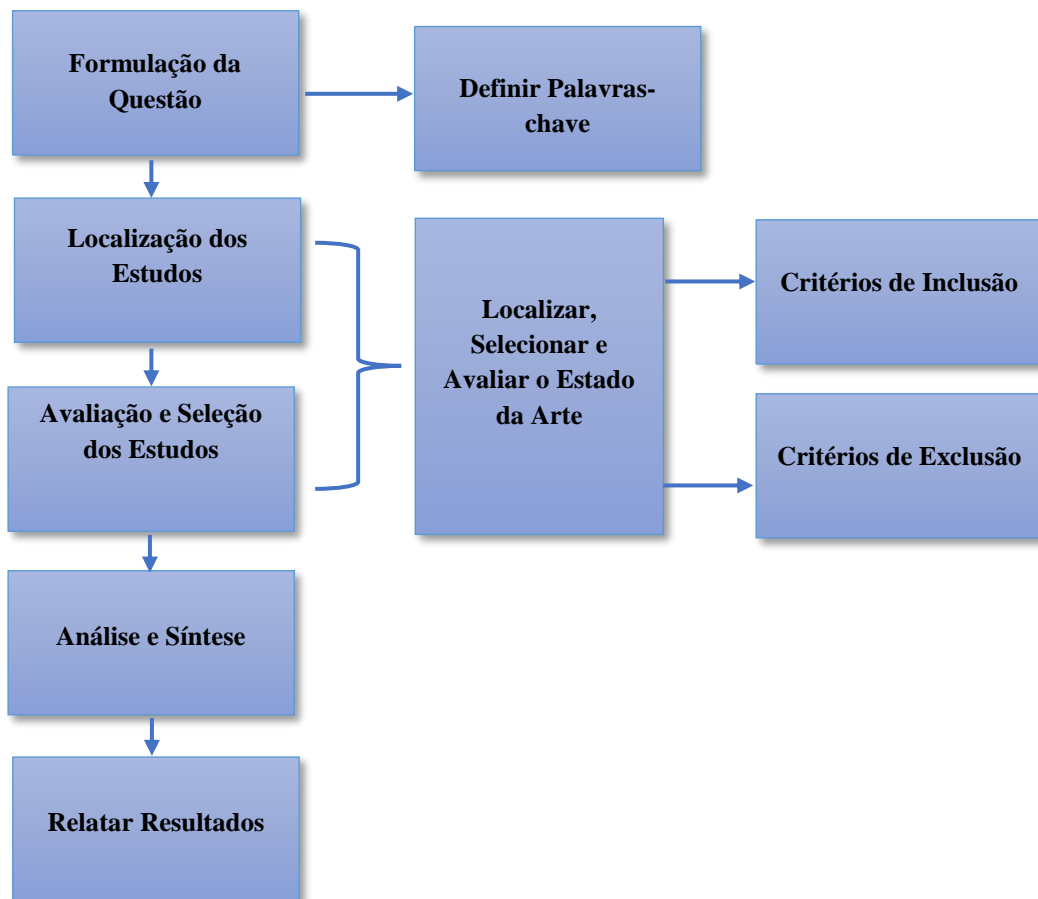 Formulação da
Questão
Definir Palavras-
chave
Localização dos
Estudos
Localizar,
Selecionar e
Avaliar o Estado
da Arte
Critérios de Inclusão
Avaliação e Seleção
dos Estudos
Critérios de Exclusão
Análise e Síntese
Relatar Resultados